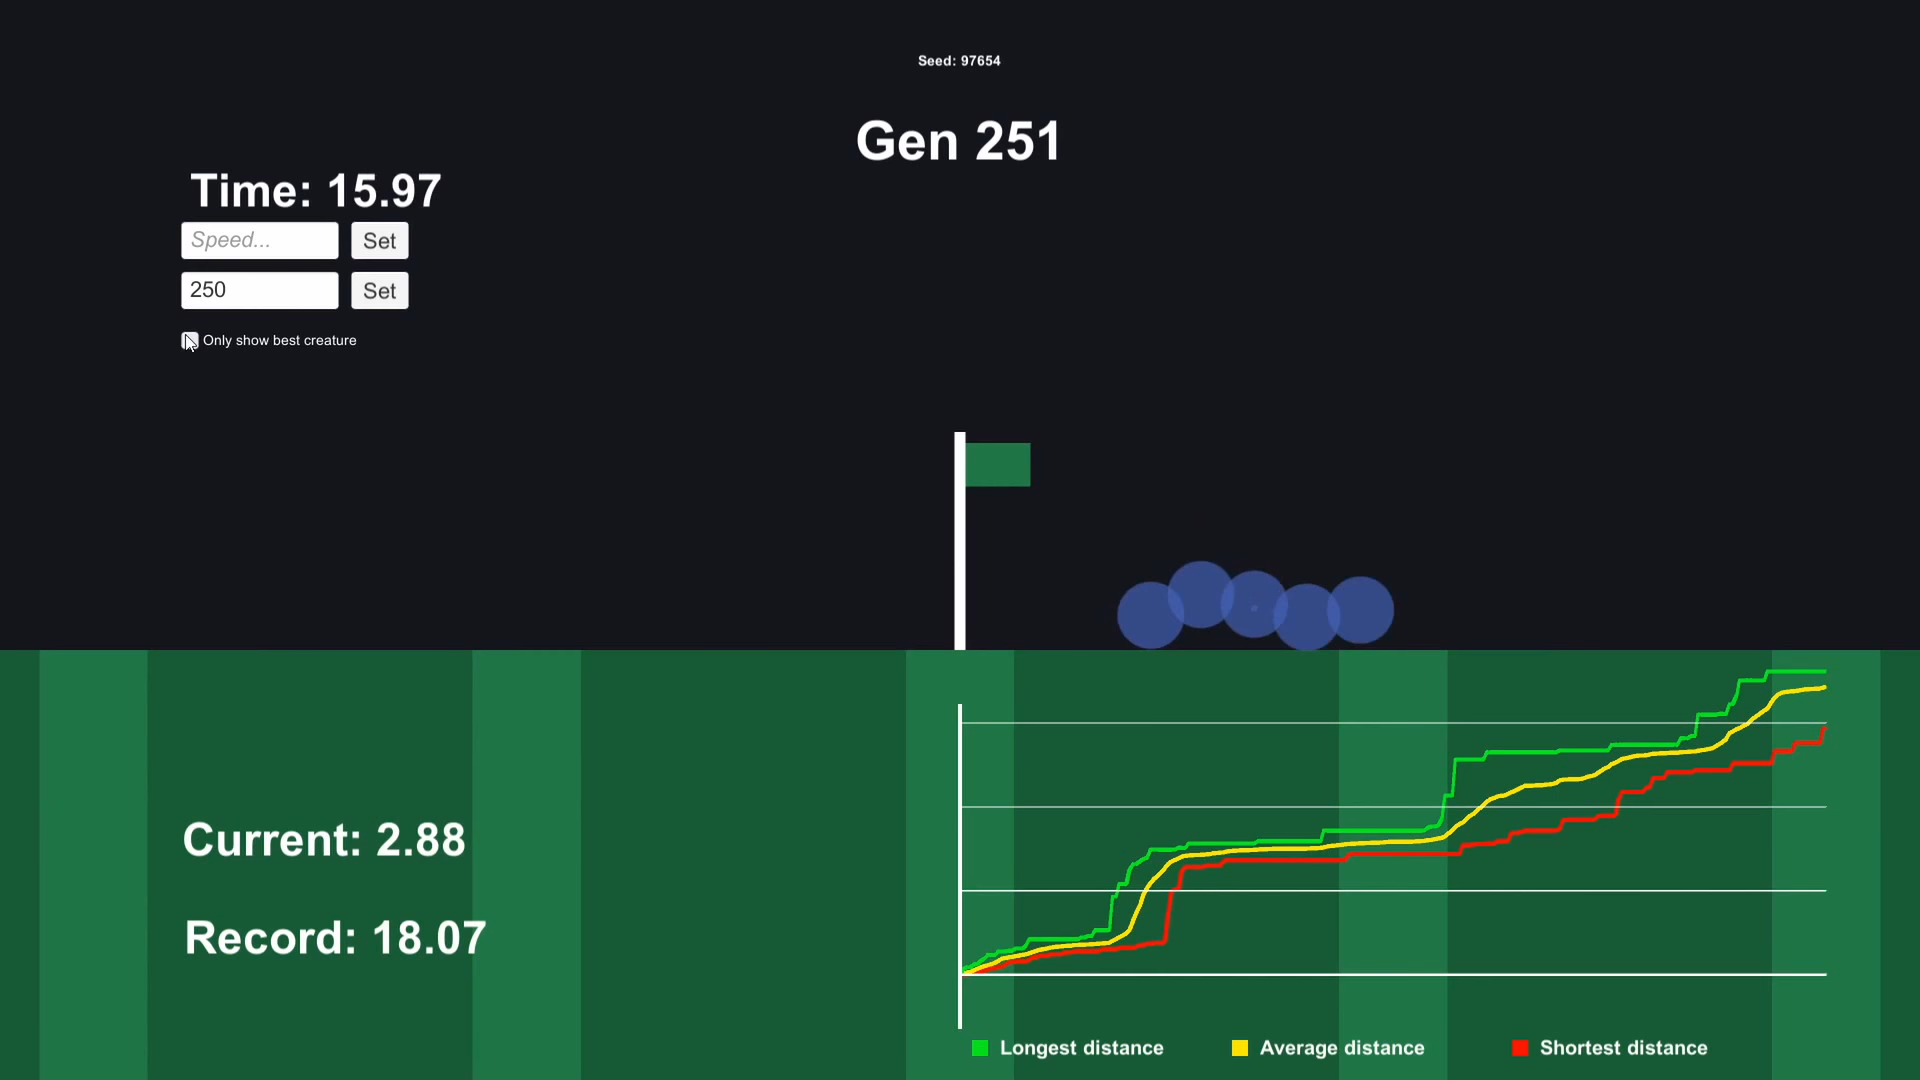 Seed: 97654
Gen 251
Time: 15.97
Speed... Set
250 Set
Only show best creature
Current: 2.88
Record: 18.07
Longest distance Average distance Shortest distance